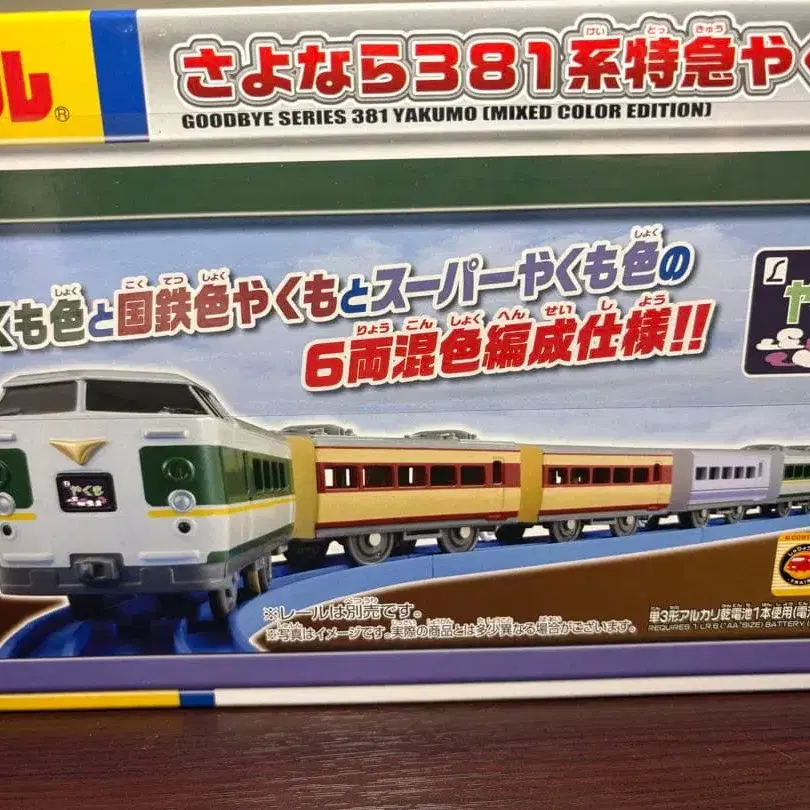 ル®
さよなら381系特急や
GOODBYE SERIES 381 YAKUMO (MIXED COLOR EDITION)
くも色と国鉄色やくもとスーパーやくも色の
6両混色編成仕様!!
L
や
やくも
※レールは別売です。
※写真はイメージです。実際の商品とは多少異なる場合がございます。
単3形アルカリ乾電池1本使用(電
REQUIRES 1 LR6 ("AA"SIZE) BATTERY (